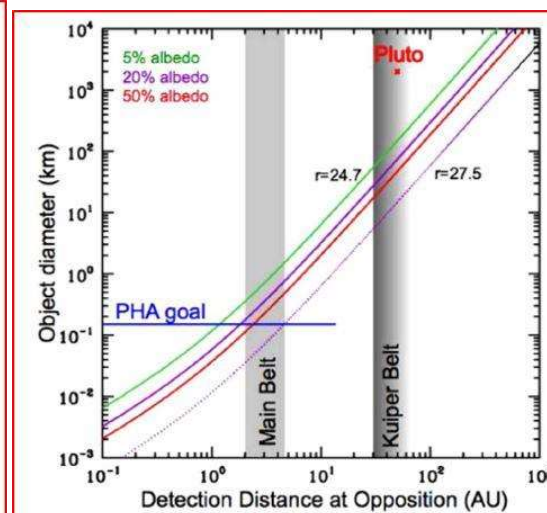 5% albedo
20% albedo
50% albedo
Pluto
r=24.7
r=27.5
PHA goal
Main Belt
Kuiper Belt
Object diameter (km)
10⁴
10³
10²
10¹
10⁰
10⁻¹
10⁻²
10⁻³
10⁻¹ 10⁰ 10¹ 10² 10³
Detection Distance at Opposition (AU)